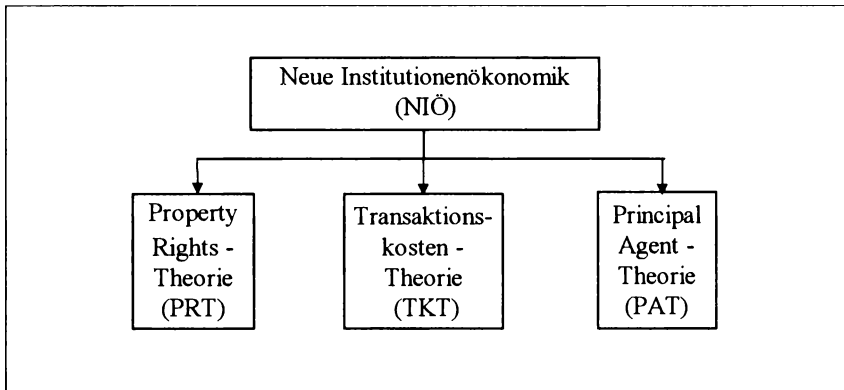 Neue Institutionenökonomik
(NIÖ)
Property
Rights -
Theorie
(PRT)
Transaktions-
kosten -
Theorie
(TKT)
Principal
Agent -
Theorie
(PAT)